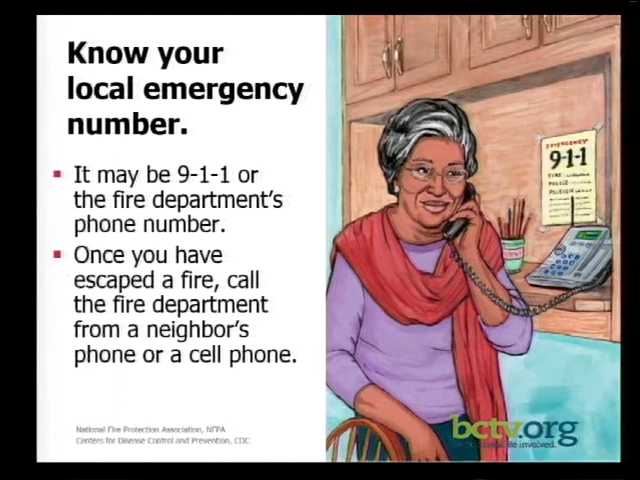 Know your
local emergency
number.
It may be 9-1-1 or
the fire department's
phone number.
Once you have
escaped a fire, call
the fire department
from a neighbor's
phone or a cell phone.
National Fire Protection Association, NFPA
Centers for Disease Control and Prevention, CDC
EMERGENCY
9-1-1
FIRE
POLICE
POISON
bctv.org
Be involved.